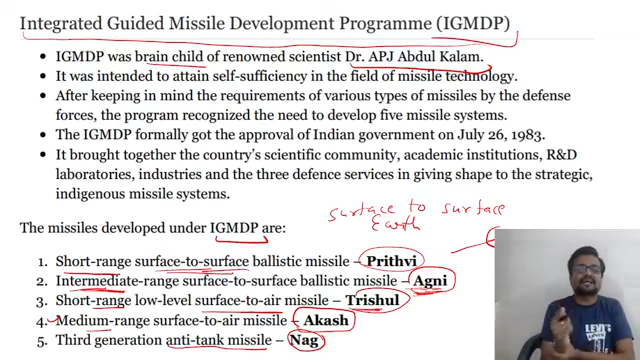 Integrated Guided Missile Development Programme (IGMDP)
• IGMDP was brain child of renowned scientist Dr. APJ Abdul Kalam.
• It was intended to attain self-sufficiency in the field of missile technology.
• After keeping in mind the requirements of various types of missiles by the defense
forces, the program recognized the need to develop five missile systems.
• The IGMDP formally got the approval of Indian government on July 26, 1983.
• It brought together the country's scientific community, academic institutions, R&D
laboratories, industries and the three defence services in giving shape to the strategic,
indigenous missile systems.
surface to surface
Earth
The missiles developed under IGMDP are:
1. Short-range surface-to-surface ballistic missile – Prithvi
2. Intermediate-range surface-to-surface ballistic missile – Agni
3. Short-range low-level surface-to-air missile – Trishul
4. Medium-range surface-to-air missile – Akash
5. Third generation anti-tank missile – Nag
LEVI'S